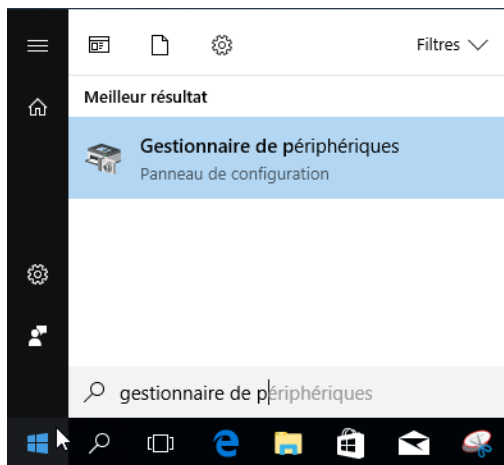 Filtres
Meilleur résultat
Gestionnaire de périphériques
Panneau de configuration
gestionnaire de périphériques